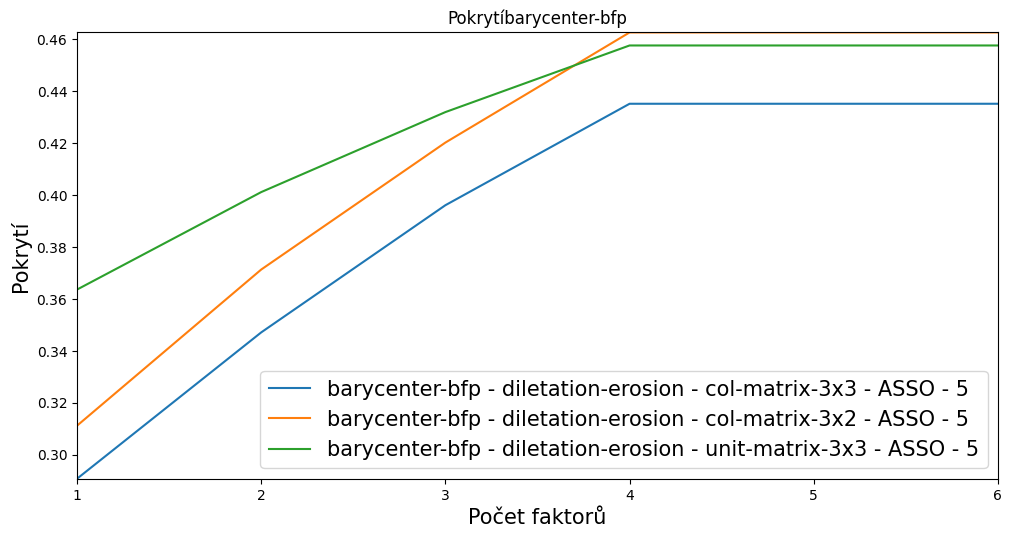 Pokrytíbarycenter-bfp
0.46
0.44
0.42
0.40
0.38
0.36
0.34
0.32
0.30
Pokrytí
barycenter-bfp - diletation-erosion - col-matrix-3x3 - ASSO - 5
barycenter-bfp - diletation-erosion - col-matrix-3x2 - ASSO - 5
barycenter-bfp - diletation-erosion - unit-matrix-3x3 - ASSO - 5
1 2 3 4 5 6
Počet faktorů